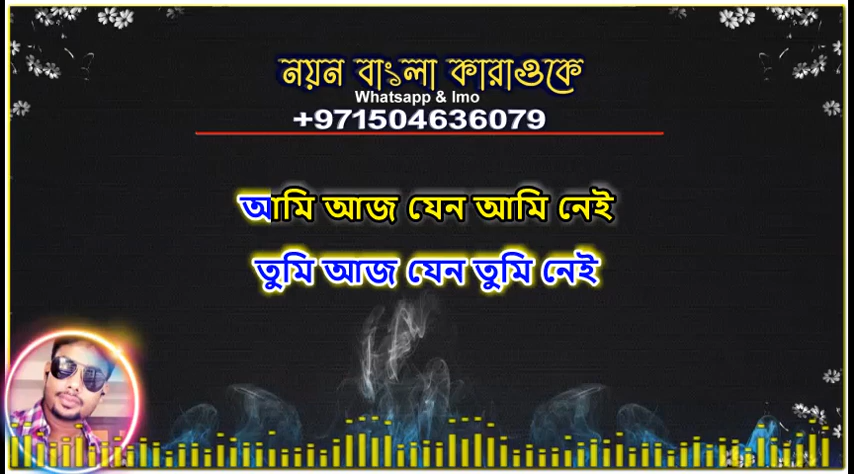 নয়ন বাংলা কারাওকে
Whatsapp & Imo
+971504636079
আমি আজ যেন আমি নেই
তুমি আজ যেন তুমি নেই